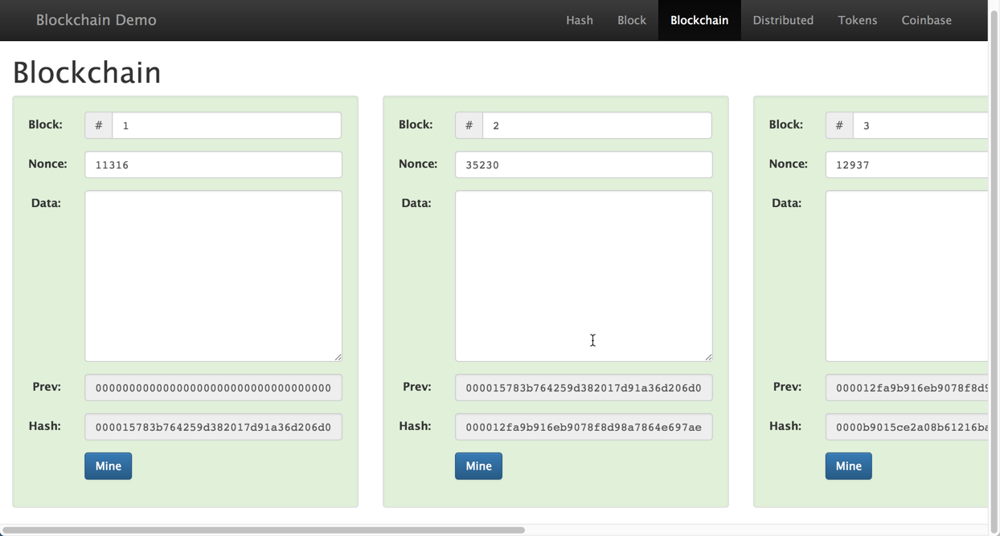 Blockchain Demo
Hash Block Blockchain Distributed Tokens Coinbase
Blockchain
Block: # 1
Nonce: 11316
Data:
Prev: 00000000000000000000000000000000000
Hash: 000015783b764259d382017d91a36d206d0
Mine
Block: # 2
Nonce: 35230
Data:
Prev: 000015783b764259d382017d91a36d206d0
Hash: 000012fa9b916eb9078f8d98a7864e697ae
Mine
Block: # 3
Nonce: 12937
Data:
Prev: 000012fa9b916eb9078f8d9
Hash: 0000b9015ce2a08b61216ba
Mine